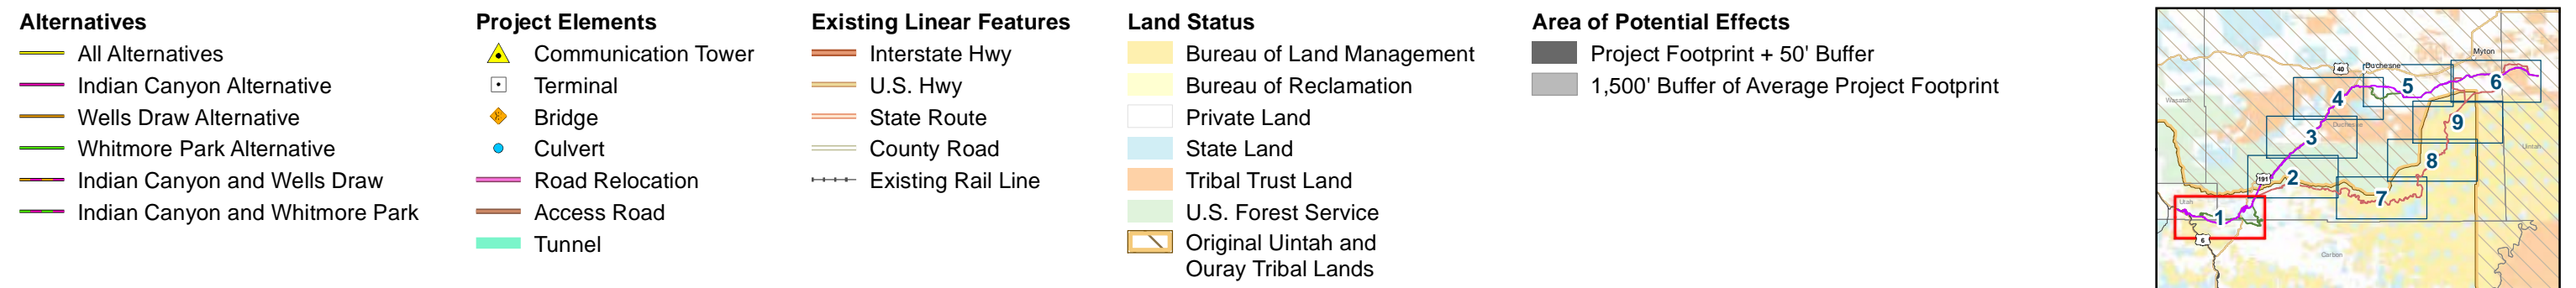 Alternatives
All Alternatives
Indian Canyon Alternative
Wells Draw Alternative
Whitmore Park Alternative
Indian Canyon and Wells Draw
Indian Canyon and Whitmore Park
Project Elements
Communication Tower
Terminal
Bridge
Culvert
Road Relocation
Access Road
Tunnel
Existing Linear Features
Interstate Hwy
U.S. Hwy
State Route
County Road
Existing Rail Line
Land Status
Bureau of Land Management
Bureau of Reclamation
Private Land
State Land
Tribal Trust Land
U.S. Forest Service
Original Uintah and
Ouray Tribal Lands
Area of Potential Effects
Project Footprint + 50' Buffer
1,500' Buffer of Average Project Footprint
Myton
40
Duchesne
5
6
Wasatch
4
Duchesne
9
3
Uintah
8
191
2
7
Utah
1
6
Carbon